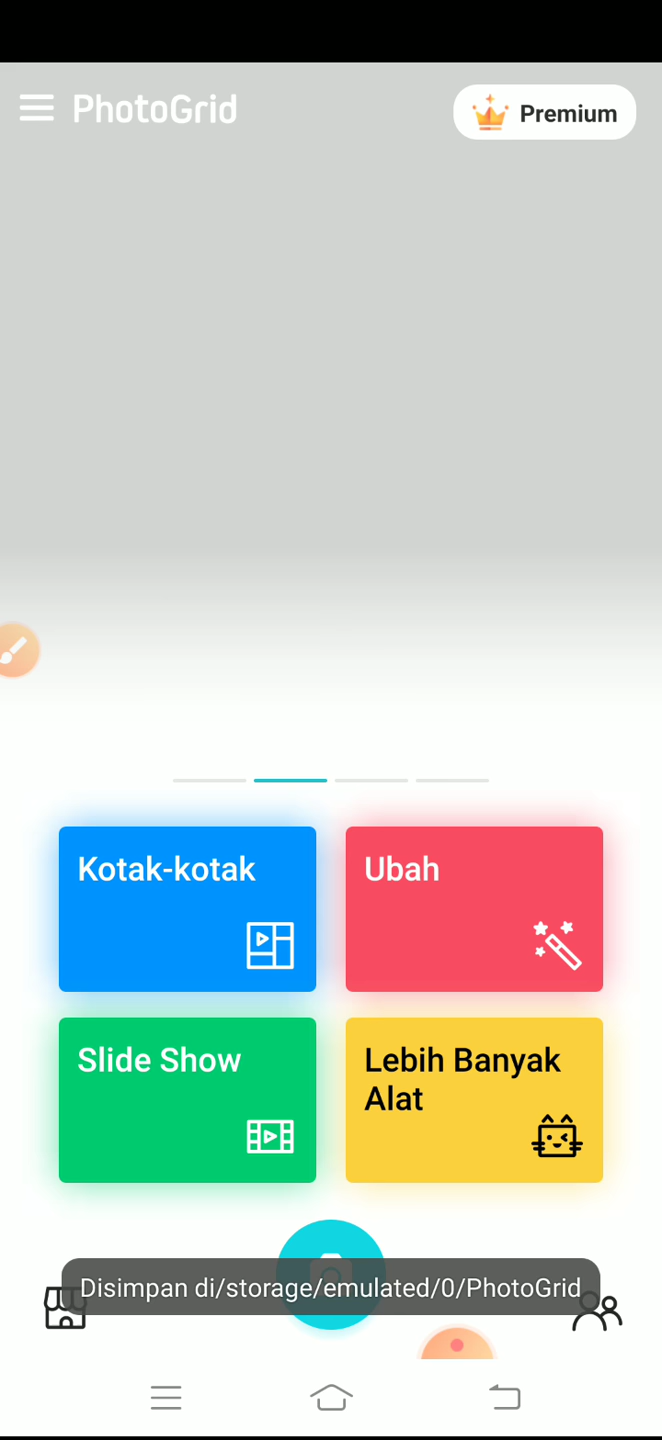 PhotoGrid
Premium
Kotak-kotak
Ubah
Slide Show
Lebih Banyak
Alat
Disimpan di/storage/emulated/0/PhotoGrid